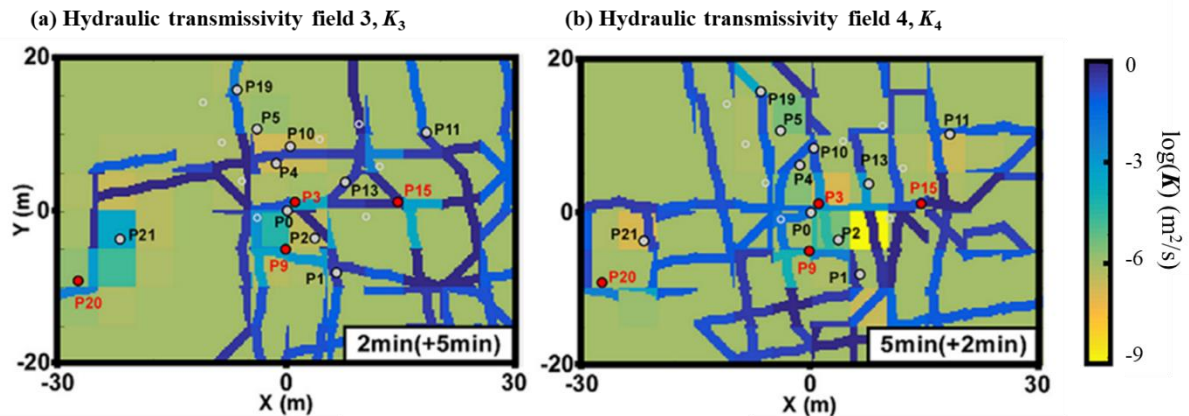 (a) Hydraulic transmissivity field 3, K3
(b) Hydraulic transmissivity field 4, K4
20
P19
P5
P10
P11
P4
P13
P3
P15
Y (m)
0
P0
P21
P2
P9
P1
P20
2min(+5min)
-20
-30
0
30
X (m)
20
P19
P5
P10
P11
P4
P13
P3
P15
0
P0
P21
P2
P9
P1
P20
5min(+2min)
-20
-30
0
30
X (m)
0
-3
-6
-9
log(K) (m²/s)